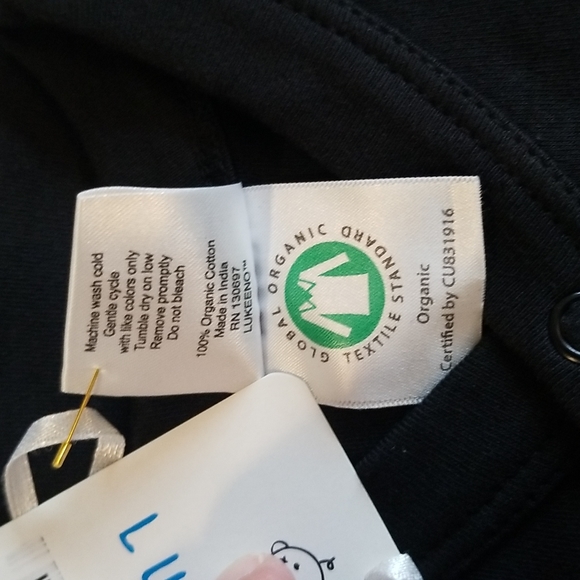 Machine wash cold
Gentle cycle
with like colors only
Tumble dry on low
Remove promptly
Do not bleach
100% Organic Cotton
Made in India
RN 130697
LUKEENO™
GLOBAL ORGANIC TEXTILE STANDARD
Organic
Certified by CU831916
LU